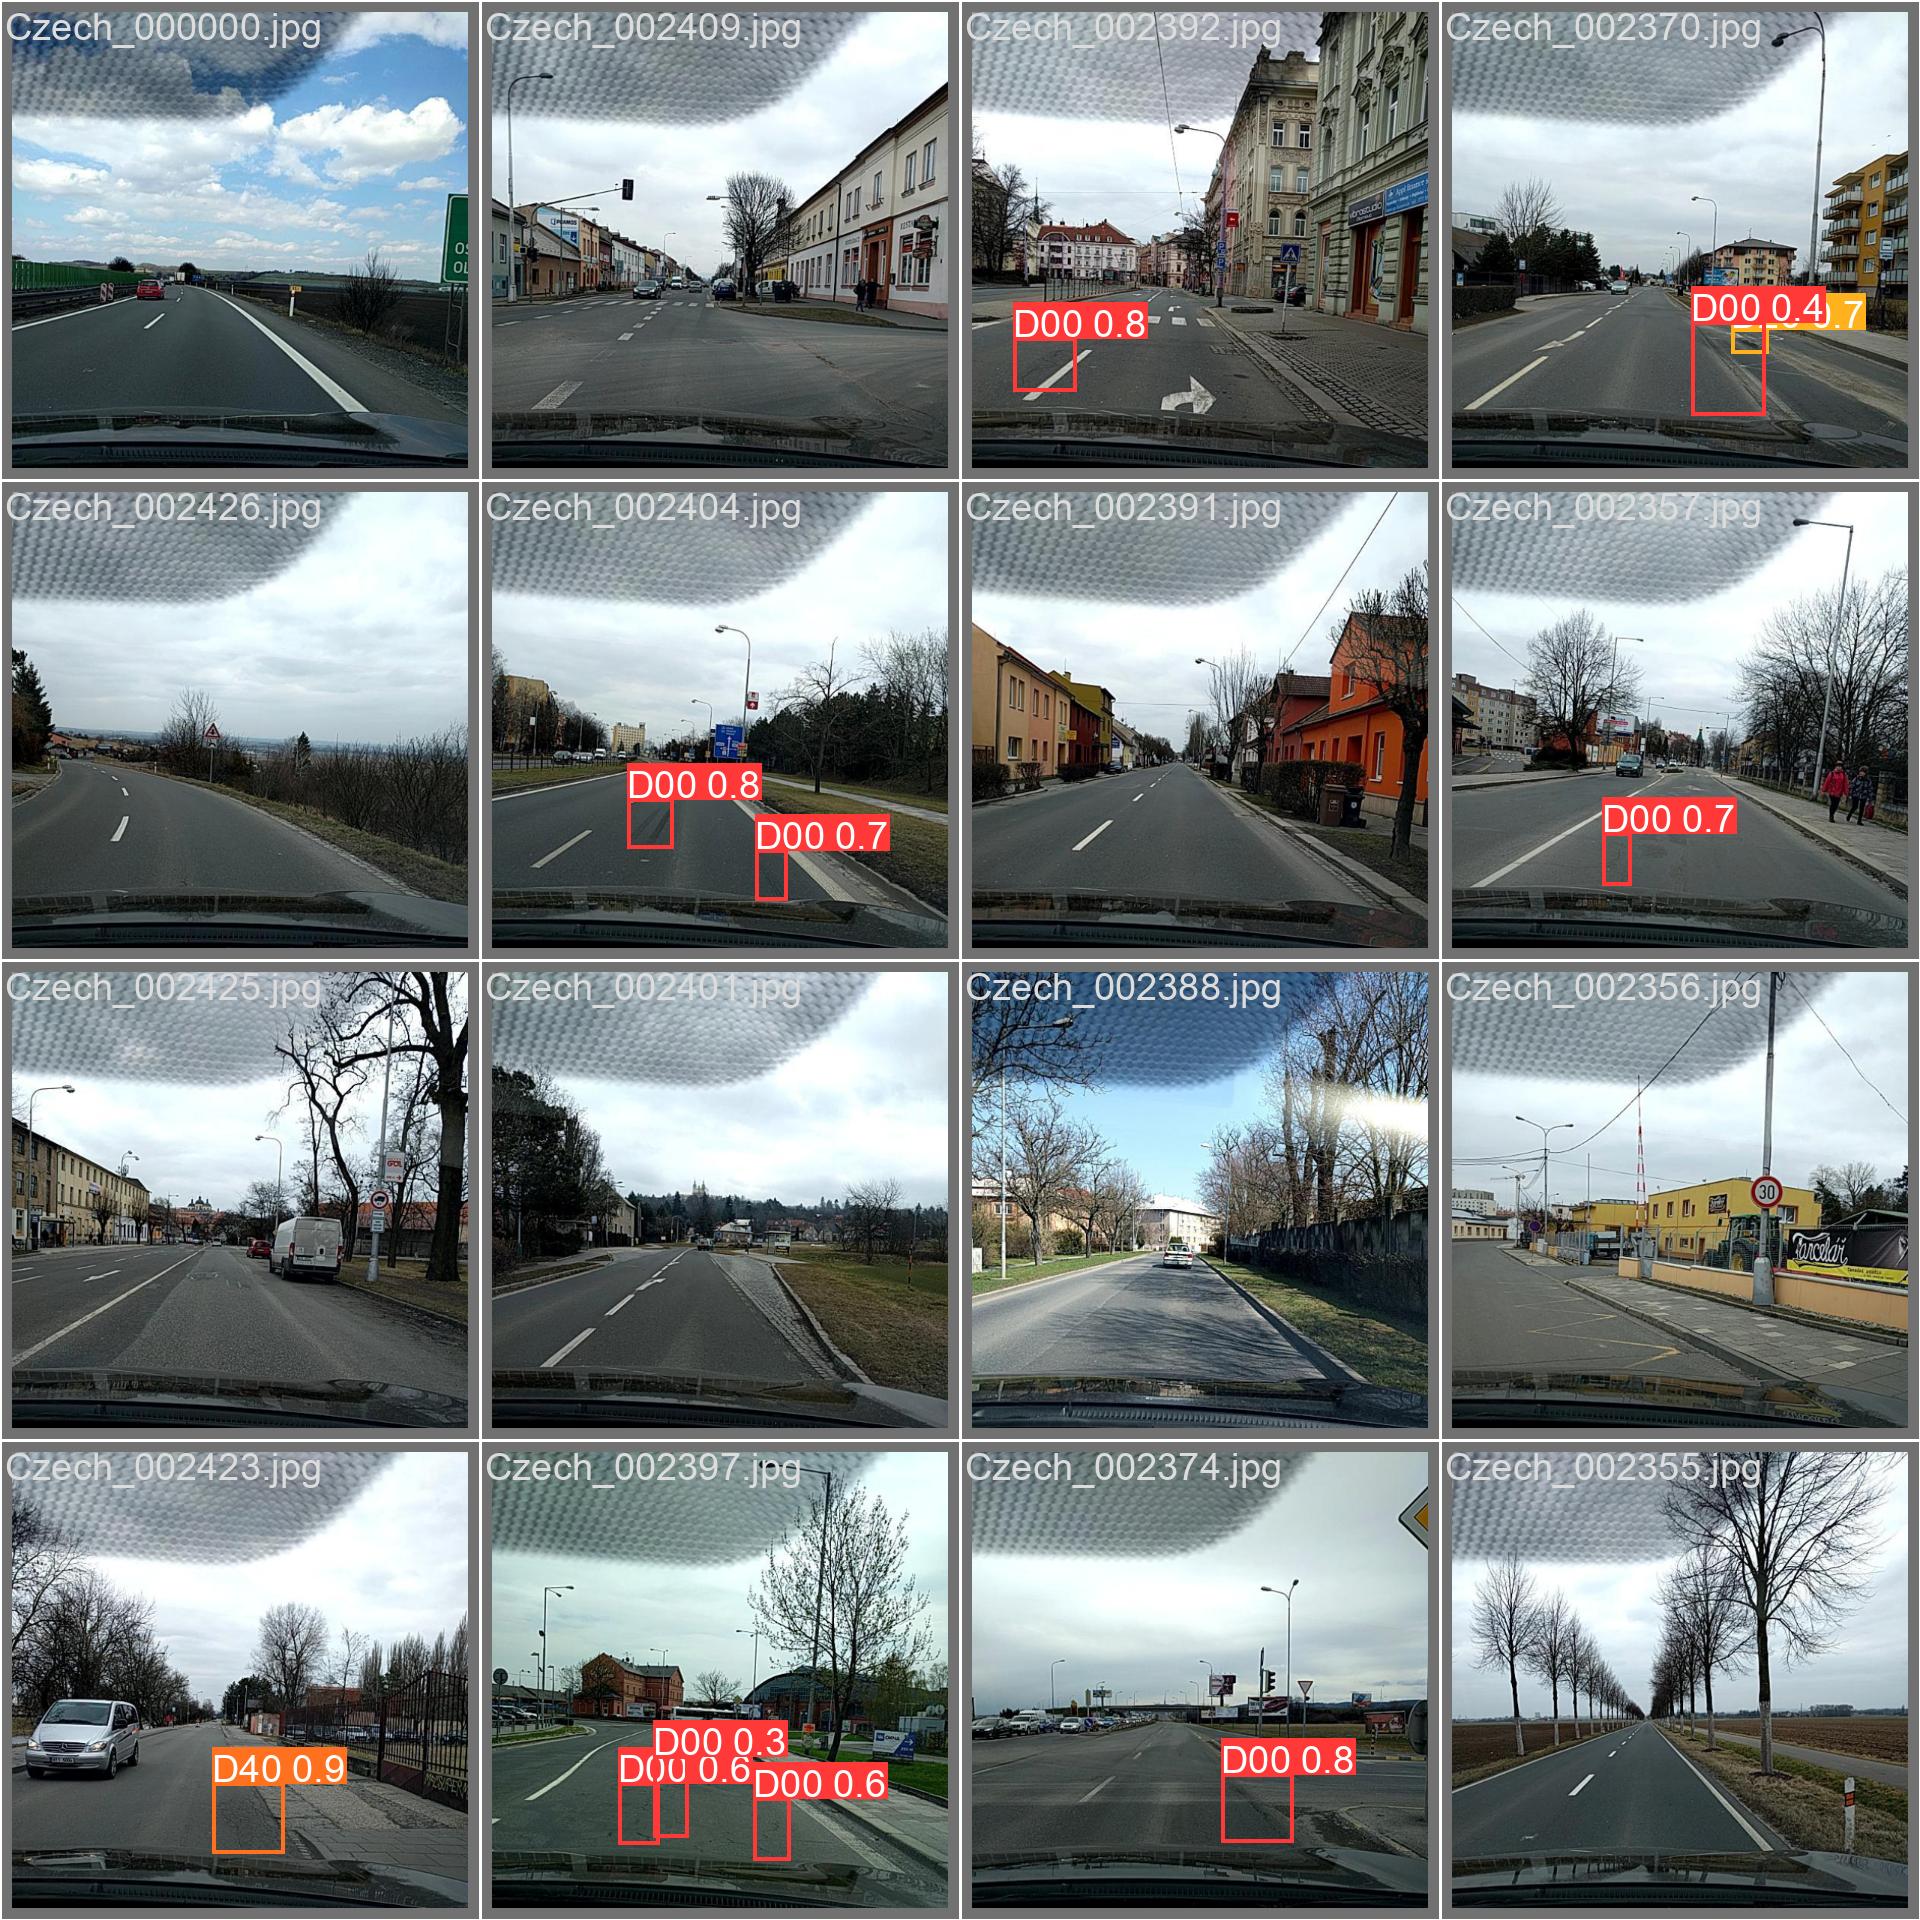 Czech_000000.jpg
Czech_002409.jpg
Czech_002392.jpg
Czech_002370.jpg
D00 0.8
D00 0.4
0.7
Czech_002426.jpg
Czech_002404.jpg
Czech_002391.jpg
Czech_002357.jpg
D00 0.8
D00 0.7
D00 0.7
Czech_002425.jpg
Czech_002401.jpg
Czech_002388.jpg
Czech_002356.jpg
30
Czech_002423.jpg
Czech_002397.jpg
Czech_002374.jpg
Czech_002355.jpg
D40 0.9
D00 0.3
D00 0.6
D00 0.6
D00 0.8